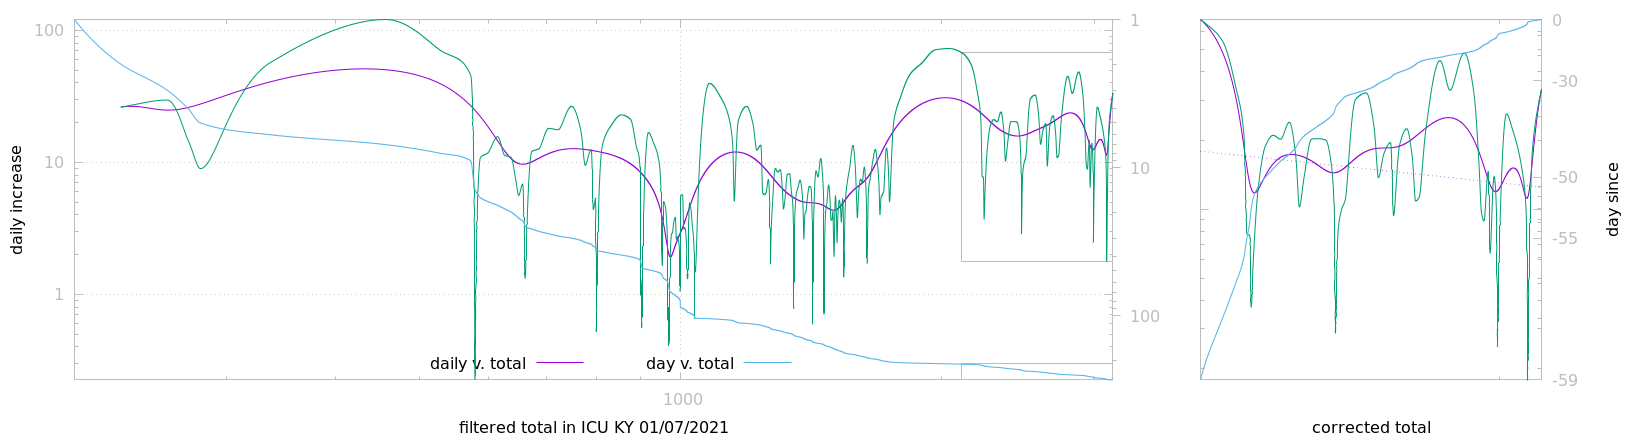 daily increase
100
10
1
daily v. total
day v. total
1000
filtered total in ICU KY 01/07/2021
1
10
100
corrected total
0
-30
-50
-55
-59
day since